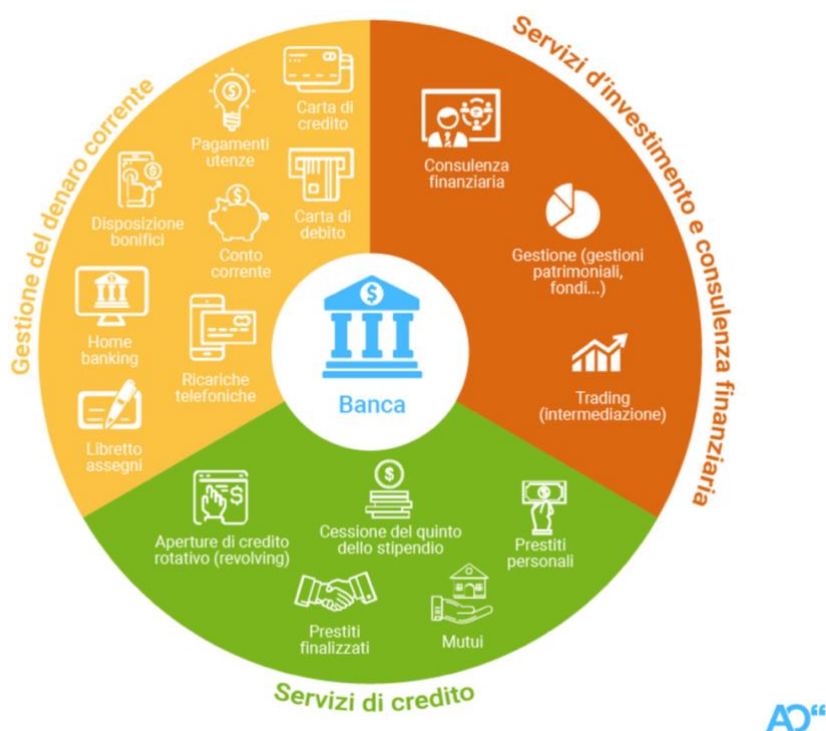 Gestione del denaro corrente
Carta di
credito
Pagamenti
utenze
Disposizione
bonifici
Carta di
debito
Conto
corrente
Home
banking
Ricariche
telefoniche
Libretto
assegni
Servizi d'investimento e consulenza finanziaria
Consulenza
finanziaria
Gestione (gestioni
patrimoniali,
fondi...)
Trading
(intermediazione)
Banca
Aperture di credito
rotativo (revolving)
Cessione del quinto
dello stipendio
Prestiti
personali
Prestiti
finalizzati
Mutui
Servizi di credito